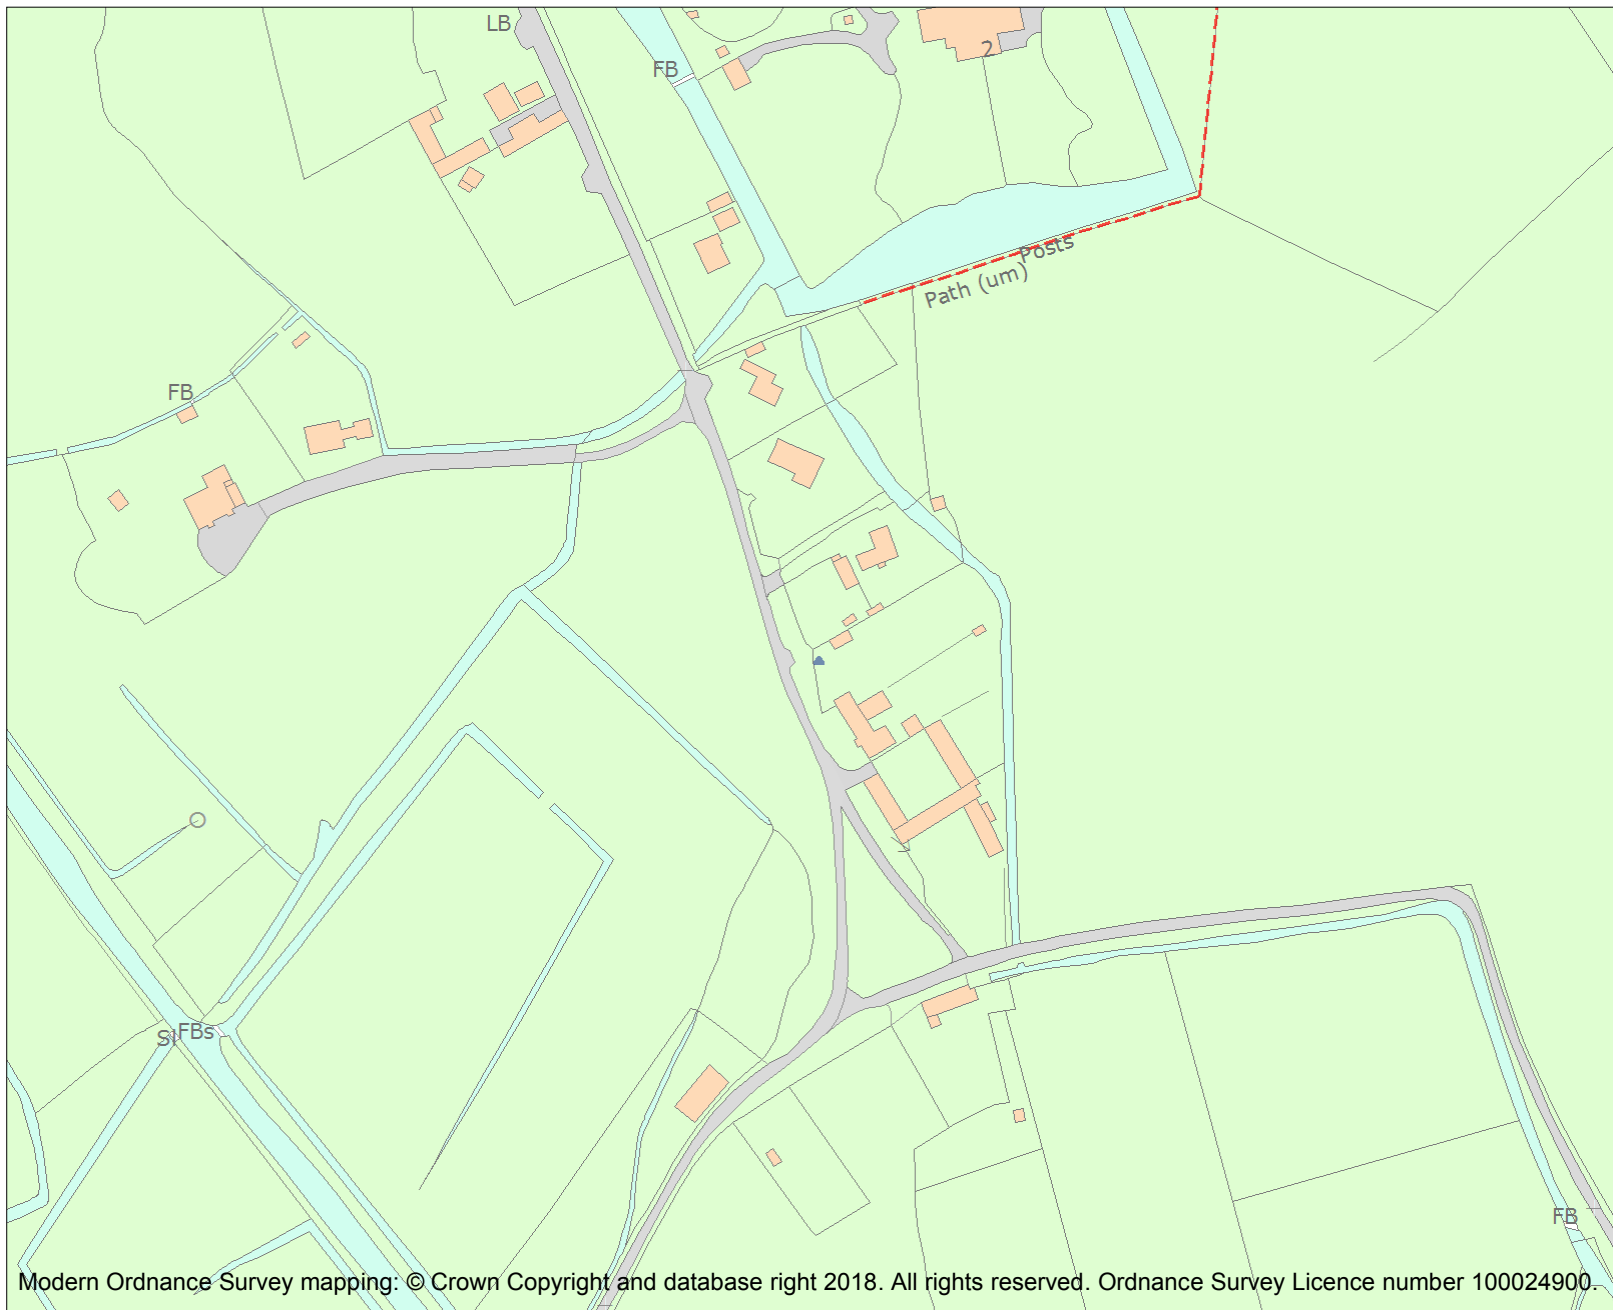 LB
FB
2
Posts
Path (um)
FB
FBs
FB
Modern Ordnance Survey mapping: © Crown Copyright and database right 2018. All rights reserved. Ordnance Survey Licence number 100024900.